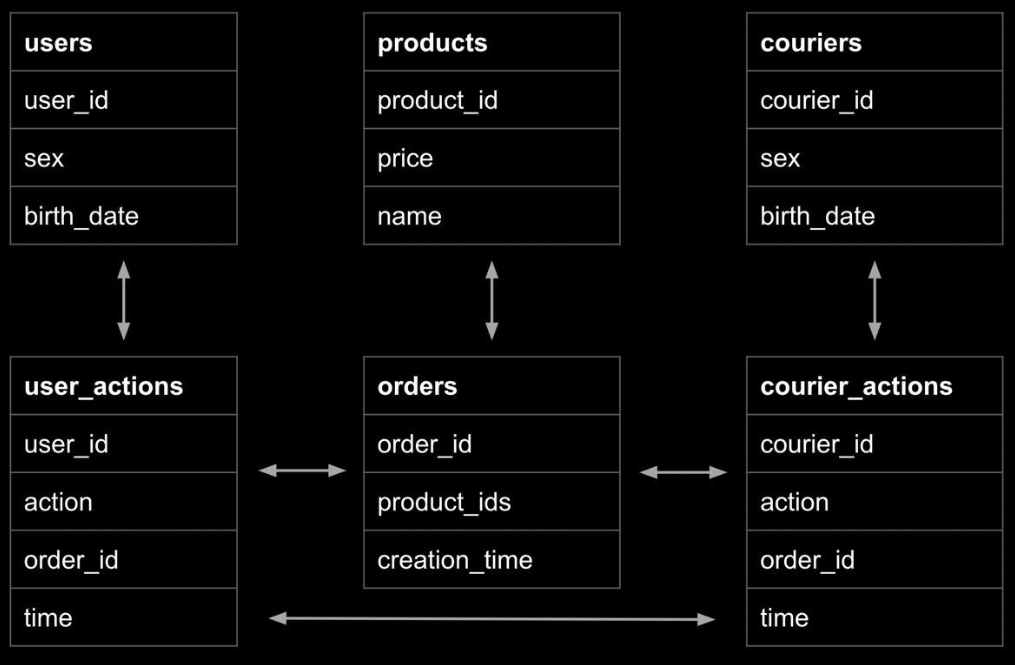 users
user_id
sex
birth_date
products
product_id
price
name
couriers
courier_id
sex
birth_date
user_actions
user_id
action
order_id
time
orders
order_id
product_ids
creation_time
courier_actions
courier_id
action
order_id
time